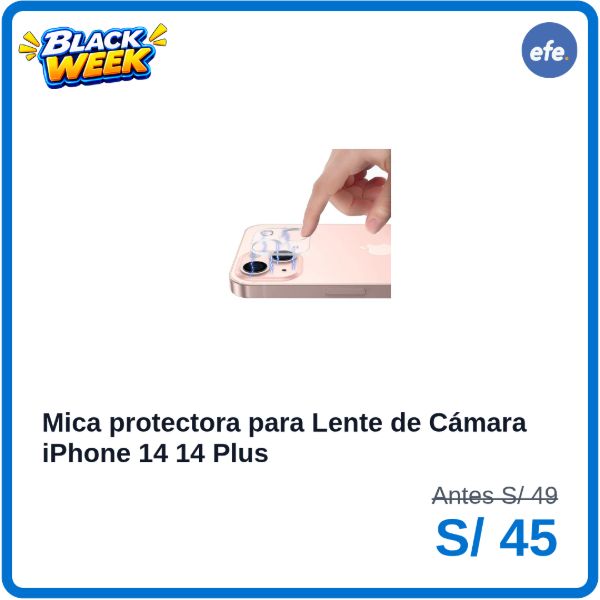 BLACK
WEEK
efe.
Mica protectora para Lente de Cámara
iPhone 14 14 Plus
Antes S/ 49
S/ 45